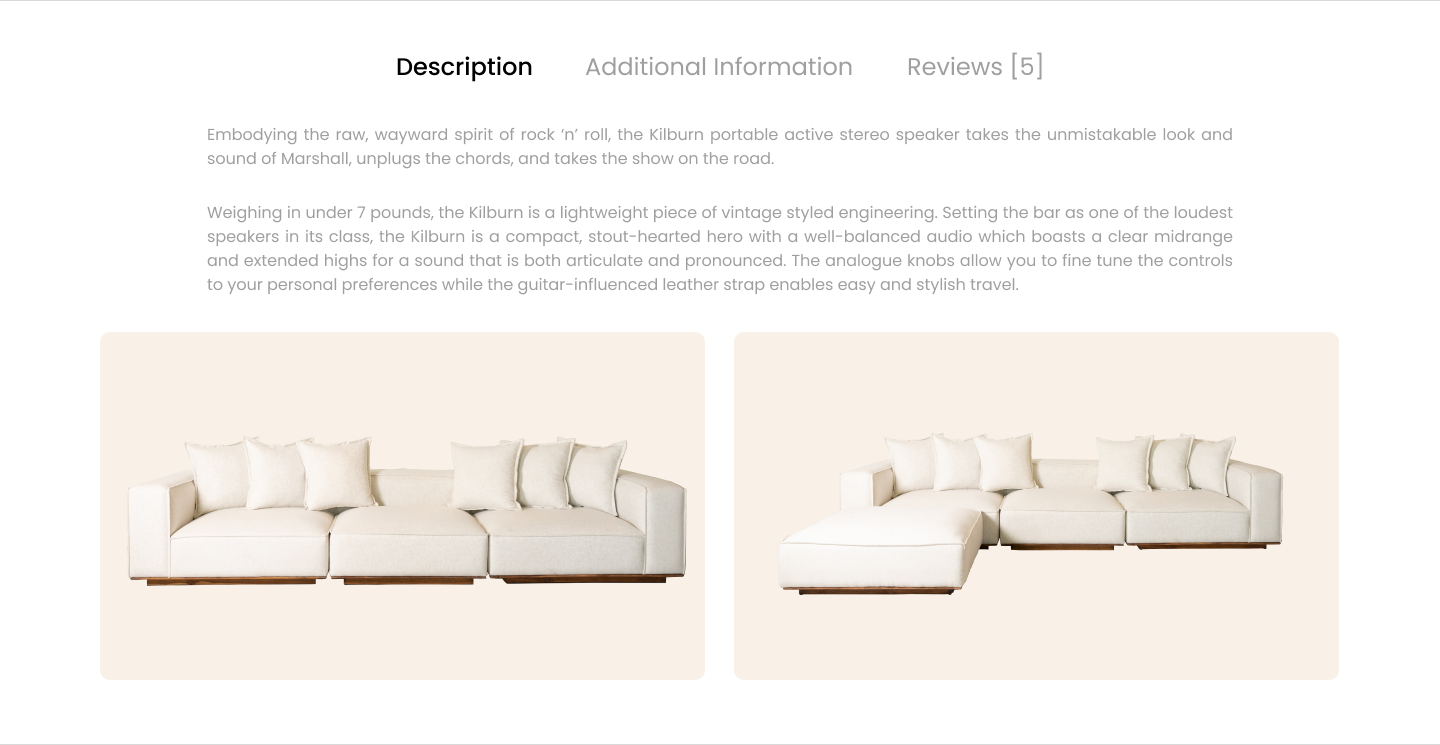 Description Additional Information Reviews [5]
Embodying the raw, wayward spirit of rock ‘n’ roll, the Kilburn portable active stereo speaker takes the unmistakable look and
sound of Marshall, unplugs the chords, and takes the show on the road.
Weighing in under 7 pounds, the Kilburn is a lightweight piece of vintage styled engineering. Setting the bar as one of the loudest
speakers in its class, the Kilburn is a compact, stout-hearted hero with a well-balanced audio which boasts a clear midrange
and extended highs for a sound that is both articulate and pronounced. The analogue knobs allow you to fine tune the controls
to your personal preferences while the guitar-influenced leather strap enables easy and stylish travel.